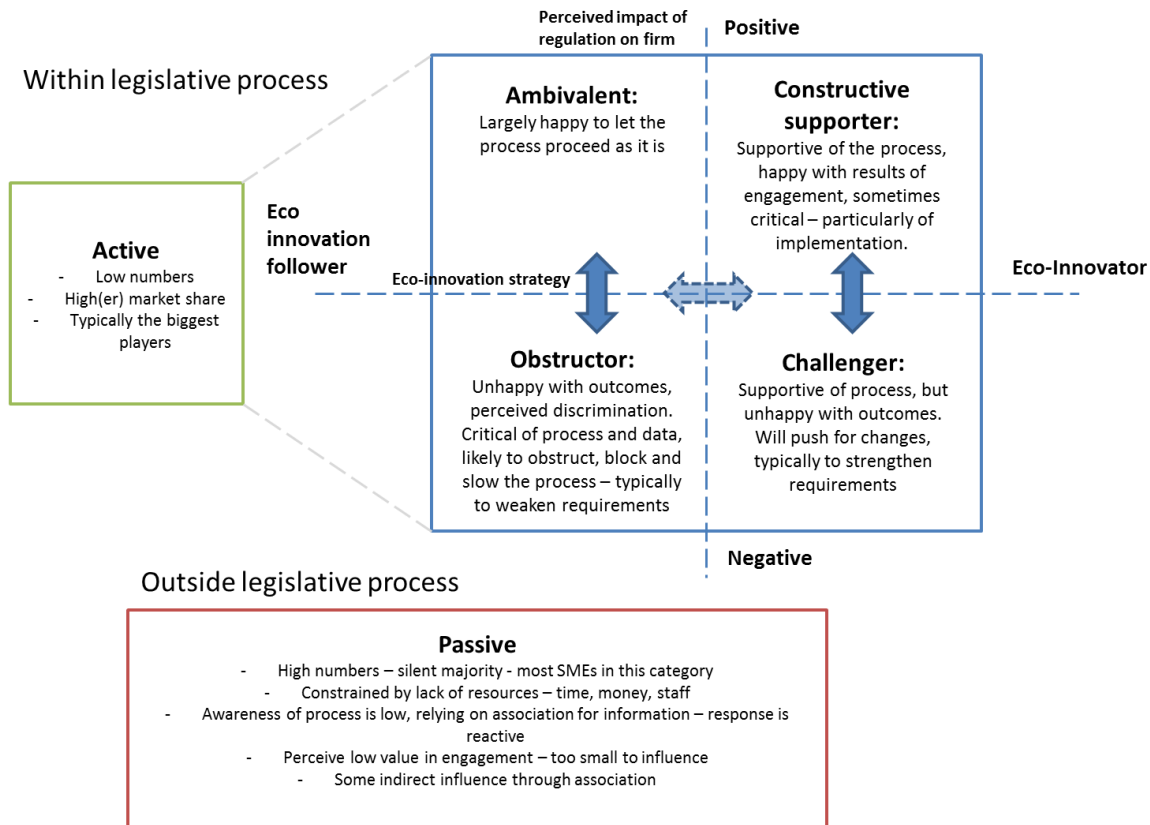 Perceived impact of
regulation on firm
Positive
Within legislative process
Ambivalent:
Largely happy to let the
process proceed as it is
Constructive
supporter:
Supportive of the process,
happy with results of
engagement, sometimes
critical – particularly of
implementation.
Active
- Low numbers
- High(er) market share
- Typically the biggest
players
Eco
innovation
follower
Eco-innovation strategy
Eco-Innovator
Obstructor:
Unhappy with outcomes,
perceived discrimination.
Critical of process and data,
likely to obstruct, block and
slow the process – typically
to weaken requirements
Challenger:
Supportive of process, but
unhappy with outcomes.
Will push for changes,
typically to strengthen
requirements
Negative
Outside legislative process
Passive
- High numbers – silent majority - most SMEs in this category
- Constrained by lack of resources – time, money, staff
- Awareness of process is low, relying on association for information – response is
reactive
- Perceive low value in engagement – too small to influence
- Some indirect influence through association